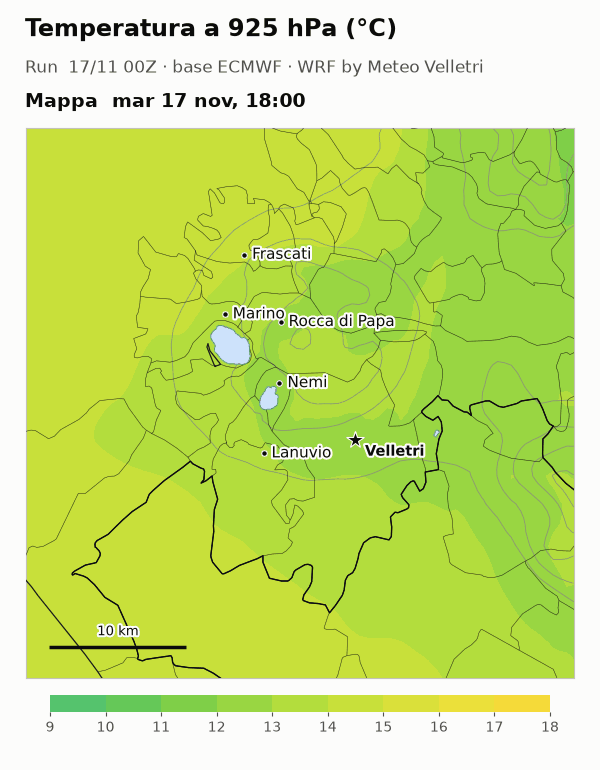 Temperatura a 925 hPa (°C)
Run  17/11 00Z · base ECMWF · WRF by Meteo Velletri
Mappa  mar 17 nov, 18:00
Frascati
Marino
Rocca di Papa
Nemi
Velletri
Lanuvio
10 km
9 10 11 12 13 14 15 16 17 18